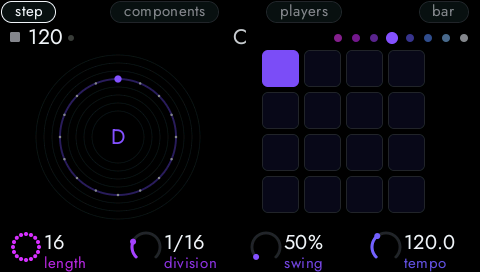 step components players bar
120 C
D
16 1/16 50% 120.0
length division swing tempo